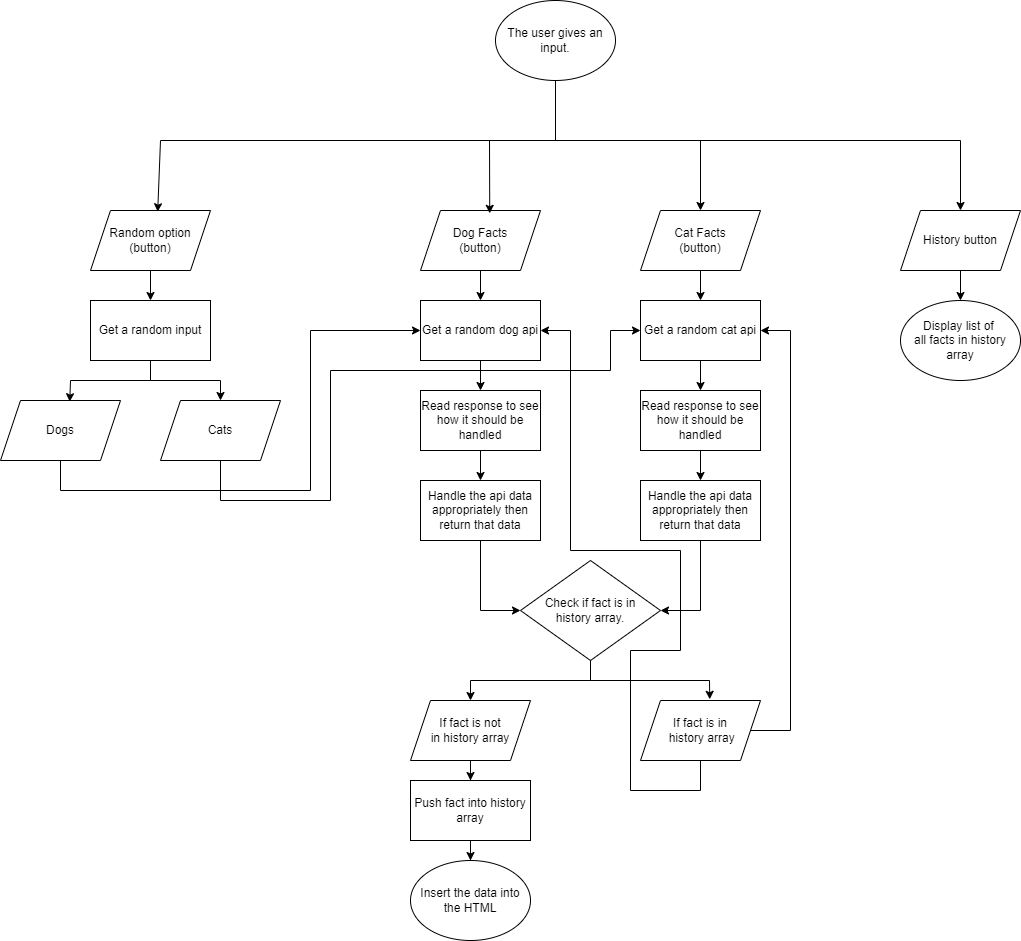 The user gives an
input.
Random option
(button)
Dog Facts
(button)
Cat Facts
(button)
History button
Get a random input
Get a random dog api
Get a random cat api
Display list of
all facts in history
array
Dogs
Cats
Read response to see
how it should be
handled
Read response to see
how it should be
handled
Handle the api data
appropriately then
return that data
Handle the api data
appropriately then
return that data
Check if fact is in
history array.
If fact is not
in history array
If fact is in
history array
Push fact into history
array
Insert the data into
the HTML